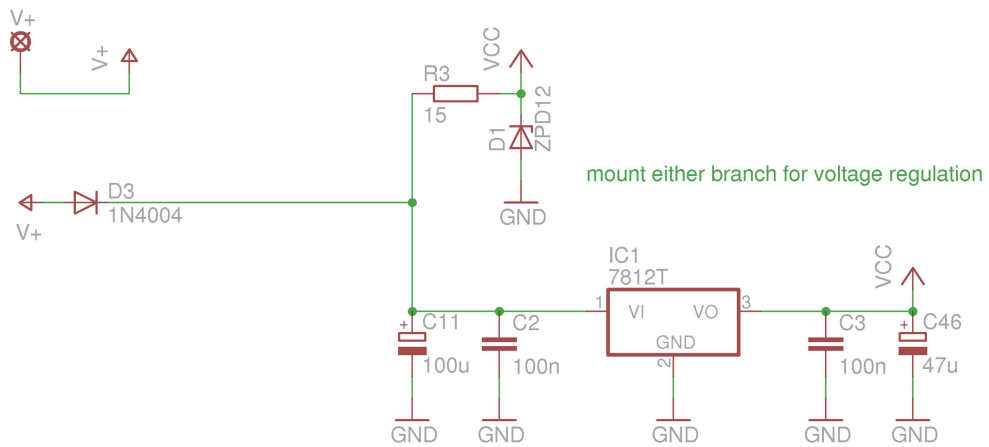 V+
V+
R3
15
VCC
D1
ZPD12
GND
mount either branch for voltage regulation
V+
D3
1N4004
IC1
7812T
1
VI
VO
3
GND
2
+
C11
100u
C2
100n
C3
100n
VCC
+
C46
47u
GND
GND
GND
GND
GND